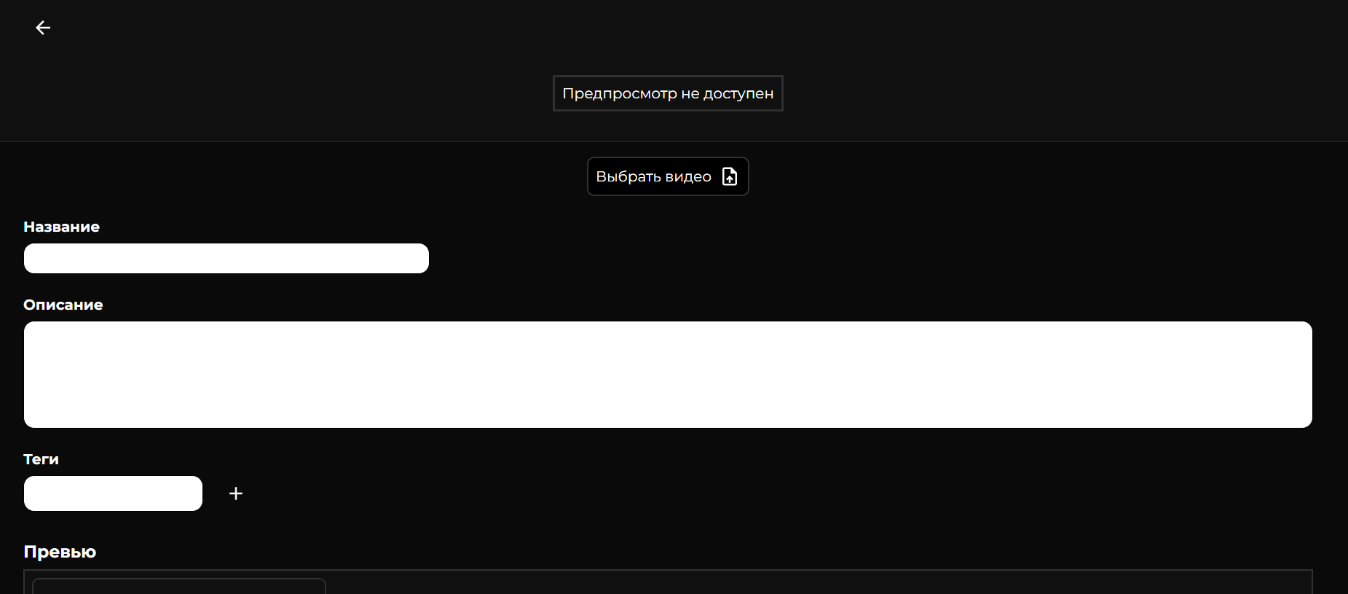 Предпросмотр не доступен
Выбрать видео
Название
Описание
Теги
Превью